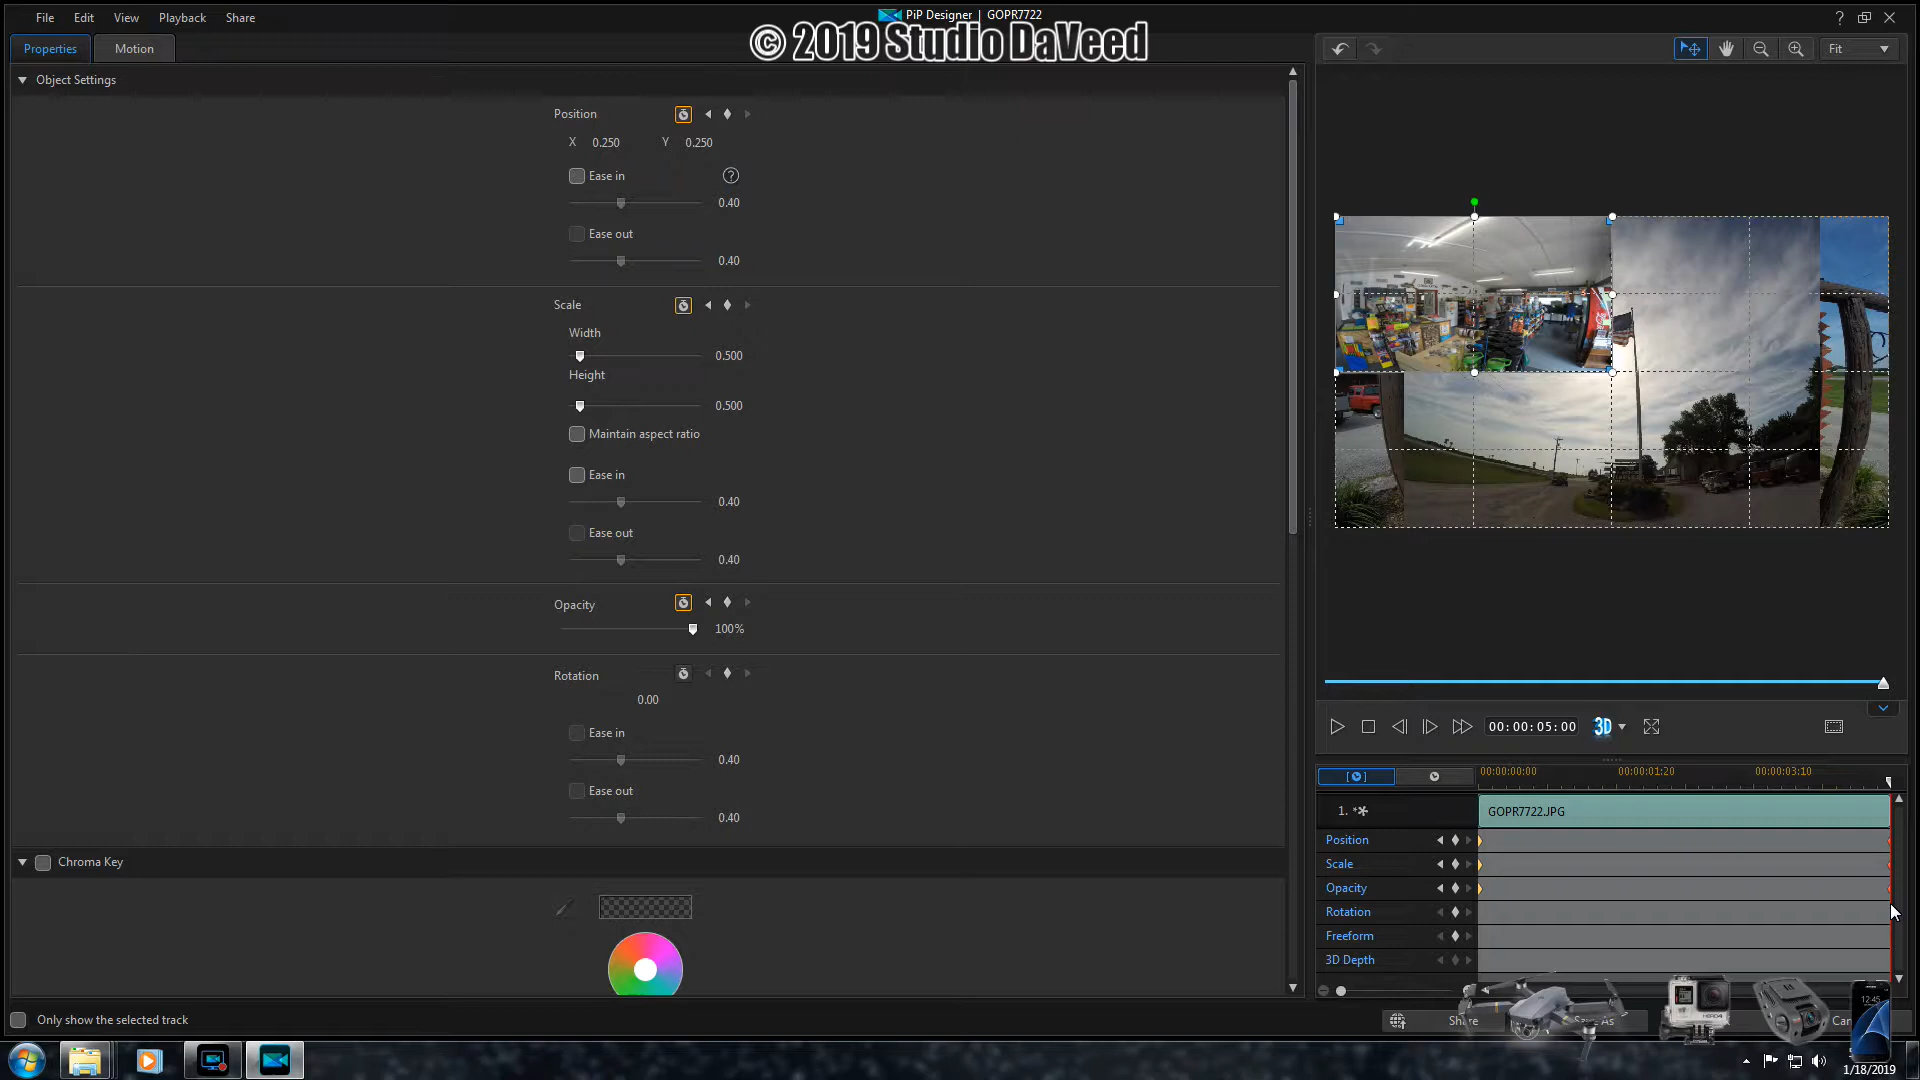 File Edit View Playback Share
PiP Designer | GOPR7722
© 2019 Studio DaVeed
Properties Motion
Fit
Object Settings
Position
X 0.250 Y 0.250
Ease in
0.40
Ease out
0.40
Scale
Width
0.500
Height
0.500
Maintain aspect ratio
Ease in
0.40
Ease out
0.40
Opacity
100%
Rotation
0.00
Ease in
0.40
Ease out
0.40
Chroma Key
00:00:05:00
3D
00:00:00:00 00:00:01:20 00:00:03:10
1. GOPR7722.JPG
Position
Scale
Opacity
Rotation
Freeform
3D Depth
Only show the selected track
Share
As
HERO4
12:45
1/18/2019